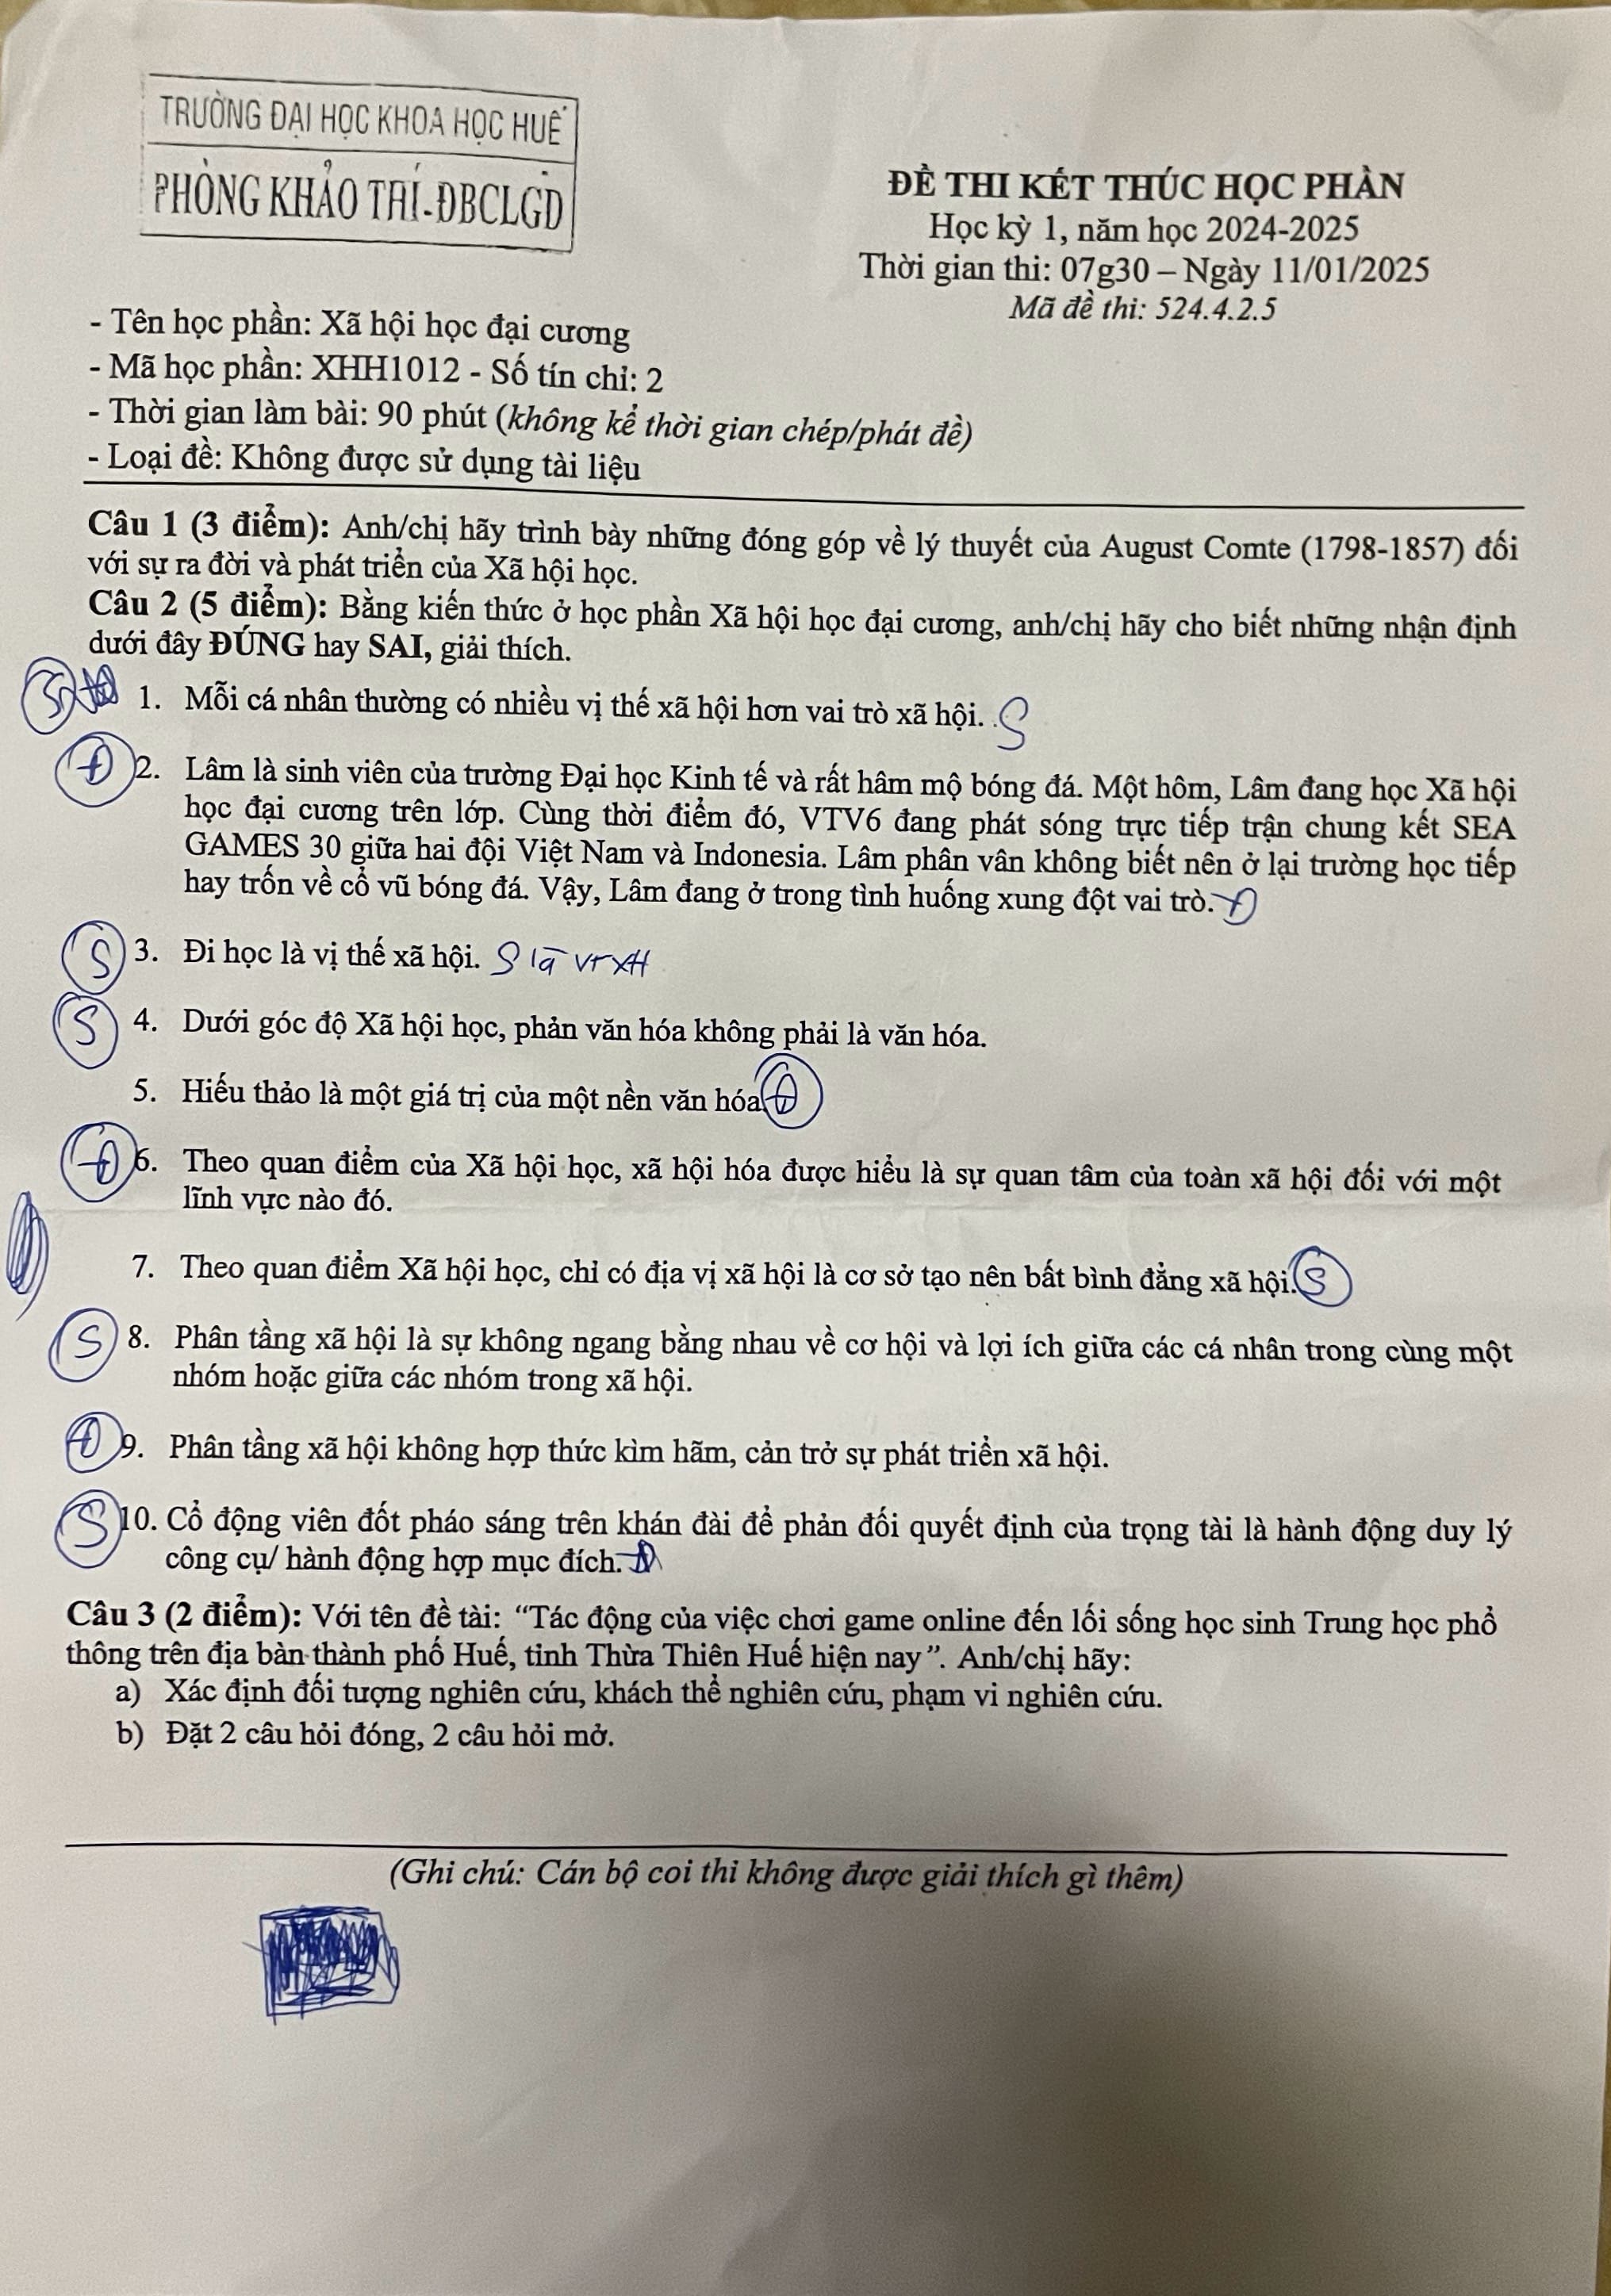 TRƯỜNG ĐẠI HỌC KHOA HỌC HUẾ
PHÒNG KHẢO THÍ-ĐBCLGD
ĐỀ THI KẾT THÚC HỌC PHẦN
Học kỳ 1, năm học 2024-2025
Thời gian thi: 07g30 – Ngày 11/01/2025
Mã đề thi: 524.4.2.5
- Tên học phần: Xã hội học đại cương
- Mã học phần: XHH1012 - Số tín chỉ: 2
- Thời gian làm bài: 90 phút (không kể thời gian chép/phát đề)
- Loại đề: Không được sử dụng tài liệu
Câu 1 (3 điểm): Anh/chị hãy trình bày những đóng góp về lý thuyết của August Comte (1798-1857) đối
với sự ra đời và phát triển của Xã hội học.
Câu 2 (5 điểm): Bằng kiến thức ở học phần Xã hội học đại cương, anh/chị hãy cho biết những nhận định
dưới đây ĐÚNG hay SAI, giải thích.
1. Mỗi cá nhân thường có nhiều vị thế xã hội hơn vai trò xã hội. S
Đ 2. Lâm là sinh viên của trường Đại học Kinh tế và rất hâm mộ bóng đá. Một hôm, Lâm đang học Xã hội
học đại cương trên lớp. Cùng thời điểm đó, VTV6 đang phát sóng trực tiếp trận chung kết SEA
GAMES 30 giữa hai đội Việt Nam và Indonesia. Lâm phân vân không biết nên ở lại trường học tiếp
hay trốn về cổ vũ bóng đá. Vậy, Lâm đang ở trong tình huống xung đột vai trò. Đ
S 3. Đi học là vị thế xã hội. S là VTXH
S 4. Dưới góc độ Xã hội học, phản văn hóa không phải là văn hóa.
5. Hiếu thảo là một giá trị của một nền văn hóa. Đ
Đ 6. Theo quan điểm của Xã hội học, xã hội hóa được hiểu là sự quan tâm của toàn xã hội đối với một
lĩnh vực nào đó.
7. Theo quan điểm Xã hội học, chỉ có địa vị xã hội là cơ sở tạo nên bất bình đẳng xã hội. S
S 8. Phân tầng xã hội là sự không ngang bằng nhau về cơ hội và lợi ích giữa các cá nhân trong cùng một
nhóm hoặc giữa các nhóm trong xã hội.
Đ 9. Phân tầng xã hội không hợp thức kìm hãm, cản trở sự phát triển xã hội.
S 10. Cổ động viên đốt pháo sáng trên khán đài để phản đối quyết định của trọng tài là hành động duy lý
công cụ/ hành động hợp mục đích.
Câu 3 (2 điểm): Với tên đề tài: “Tác động của việc chơi game online đến lối sống học sinh Trung học phổ
thông trên địa bàn thành phố Huế, tỉnh Thừa Thiên Huế hiện nay”. Anh/chị hãy:
a) Xác định đối tượng nghiên cứu, khách thể nghiên cứu, phạm vi nghiên cứu.
b) Đặt 2 câu hỏi đóng, 2 câu hỏi mở.
(Ghi chú: Cán bộ coi thi không được giải thích gì thêm)